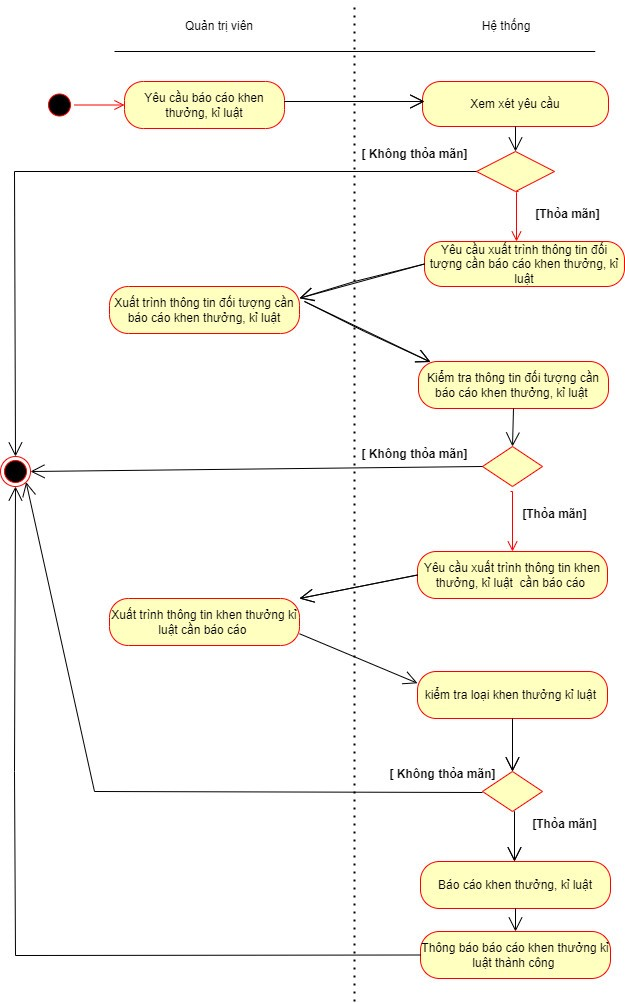 Quản trị viên
Hệ thống
Yêu cầu báo cáo khen
thưởng, kỉ luật
Xem xét yêu cầu
[ Không thỏa mãn]
[Thỏa mãn]
Yêu cầu xuất trình thông tin đối
tượng cần báo cáo khen thưởng, kỉ
luật
Xuất trình thông tin đối tượng cần
báo cáo khen thưởng, kỉ luật
Kiểm tra thông tin đối tượng cần
báo cáo khen thưởng, kỉ luật
[ Không thỏa mãn]
[Thỏa mãn]
Yêu cầu xuất trình thông tin khen
thưởng, kỉ luật cần báo cáo
Xuất trình thông tin khen thưởng kỉ
luật cần báo cáo
kiểm tra loại khen thưởng kỉ luật
[ Không thỏa mãn]
[Thỏa mãn]
Báo cáo khen thưởng, kỉ luật
Thông báo báo cáo khen thưởng kỉ
luật thành công